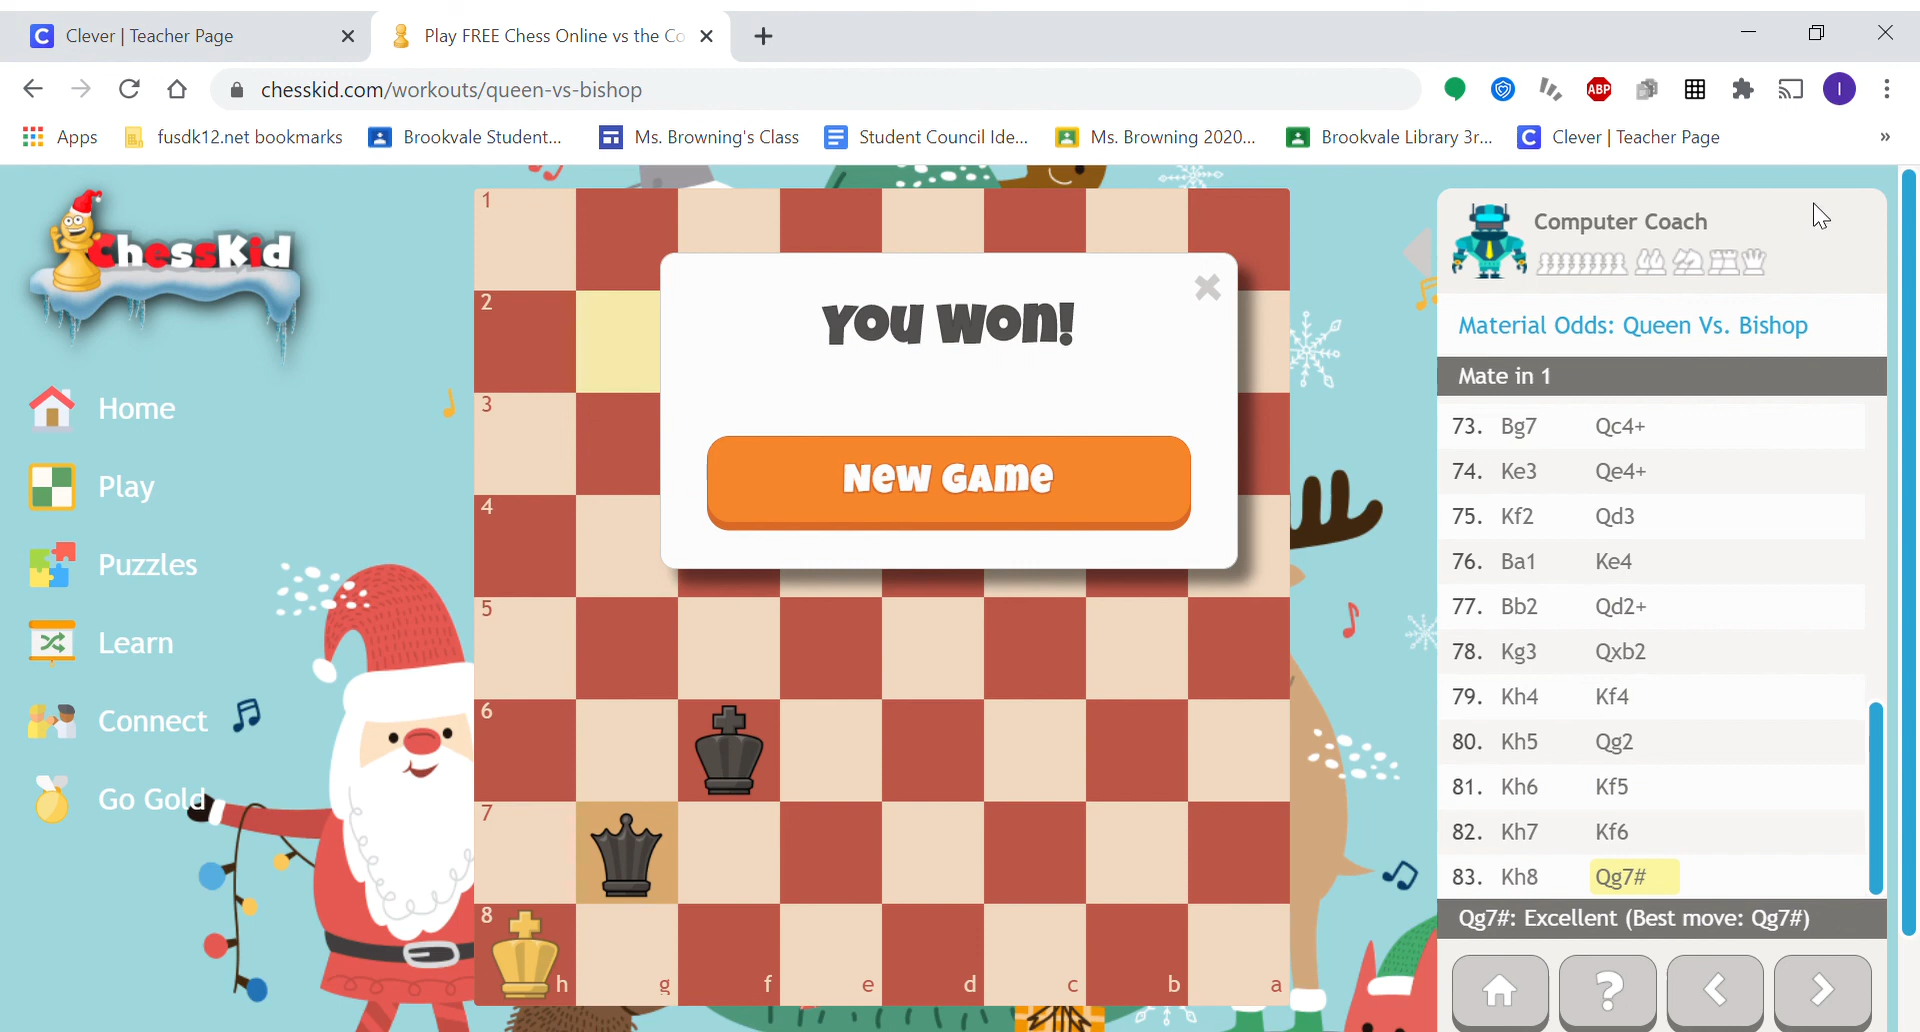 Clever | Teacher Page
Play FREE Chess Online vs the Co
chesskid.com/workouts/queen-vs-bishop
ABP
I
Apps
fusdk12.net bookmarks
Brookvale Student...
Ms. Browning's Class
Student Council Ide...
Ms. Browning 2020...
Brookvale Library 3r...
Clever | Teacher Page
»
ChessKid
Home
Play
Puzzles
Learn
Connect
Go Gold
1
2
3
4
5
6
7
8
h g f e d c b a
You Won!
New Game
Computer Coach
Material Odds: Queen Vs. Bishop
Mate in 1
73. Bg7 Qc4+
74. Ke3 Qe4+
75. Kf2 Qd3
76. Ba1 Ke4
77. Bb2 Qd2+
78. Kg3 Qxb2
79. Kh4 Kf4
80. Kh5 Qg2
81. Kh6 Kf5
82. Kh7 Kf6
83. Kh8 Qg7#
Qg7#: Excellent (Best move: Qg7#)
?